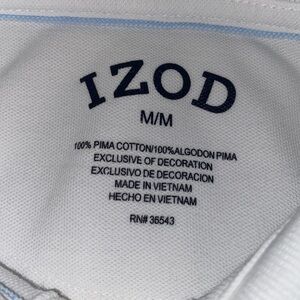 IZOD
M/M
100% PIMA COTTON/100%ALGODON PIMA
EXCLUSIVE OF DECORATION
EXCLUSIVO DE DECORACION
MADE IN VIETNAM
HECHO EN VIETNAM
RN# 36543